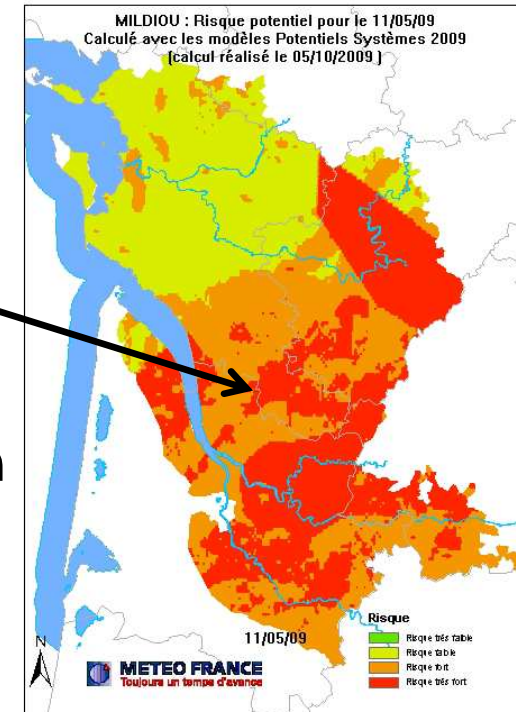 MILDIOU : Risque potentiel pour le 11/05/09
Calculé avec les modèles Potentiels Systèmes 2009
(calcul réalisé le 05/10/2009 )
n
11/05/09
Risque
Risque très faible
Risque faible
Risque fort
Risque très fort
N
METEO FRANCE
Toujours un temps d'avance